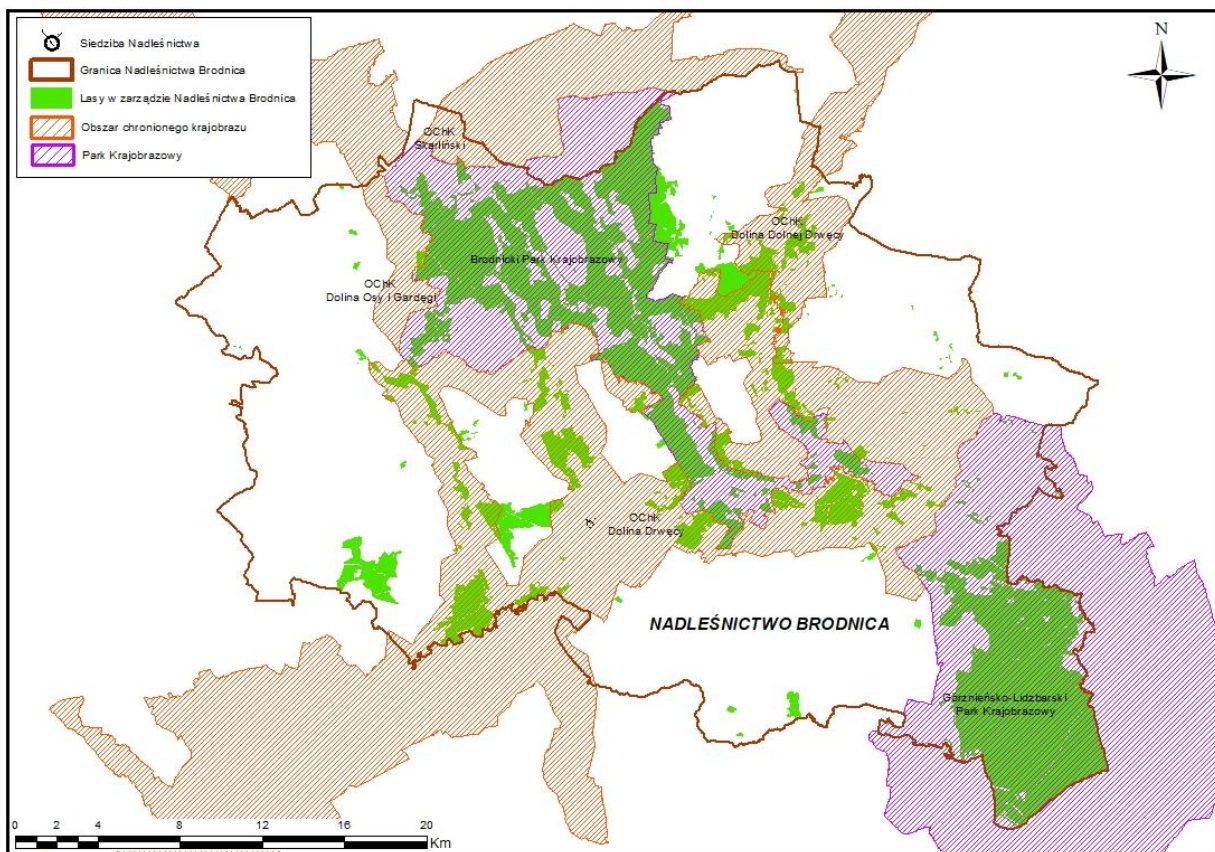 Siedziba Nadleśnictwa
Granica Nadleśnictwa Brodnica
Lasy w zarządzie Nadleśnictwa Brodnica
Obszar chronionego krajobrazu
Park Krajobrazowy
N
OChK
Skarliński
OChK
Dolina Dolnej Drwęcy
Brodnicki Park Krajobrazowy
OChK
Dolina Osy i Gardęgi
OChK
Dolina Drwęcy
NADLEŚNICTWO BRODNICA
Górznieńsko-Lidzbarski
Park Krajobrazowy
0 2 4 8 12 16 20
Km